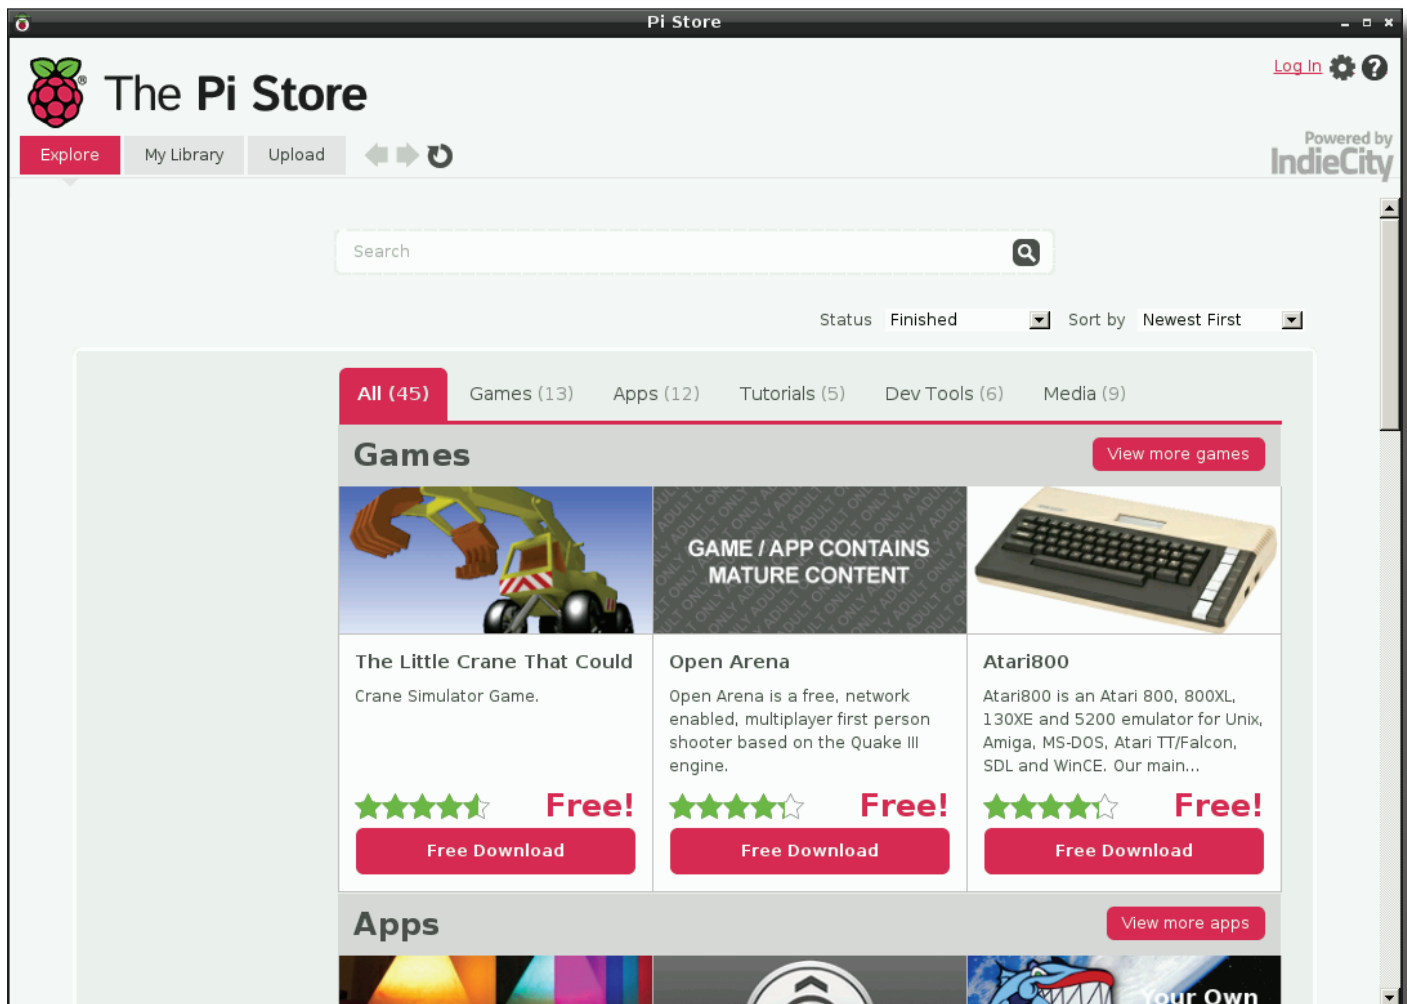 Pi Store
The Pi Store®
Log In
Explore
My Library
Upload
Powered by
IndieCity
Search
Status Finished
Sort by Newest First
All (45)
Games (13)
Apps (12)
Tutorials (5)
Dev Tools (6)
Media (9)
Games
View more games
GAME / APP CONTAINS
MATURE CONTENT
The Little Crane That Could
Crane Simulator Game.
Free!
Free Download
Open Arena
Open Arena is a free, network
enabled, multiplayer first person
shooter based on the Quake III
engine.
Free!
Free Download
Atari800
Atari800 is an Atari 800, 800XL,
130XE and 5200 emulator for Unix,
Amiga, MS-DOS, Atari TT/Falcon,
SDL and WinCE. Our main...
Free!
Free Download
Apps
View more apps
Your Own